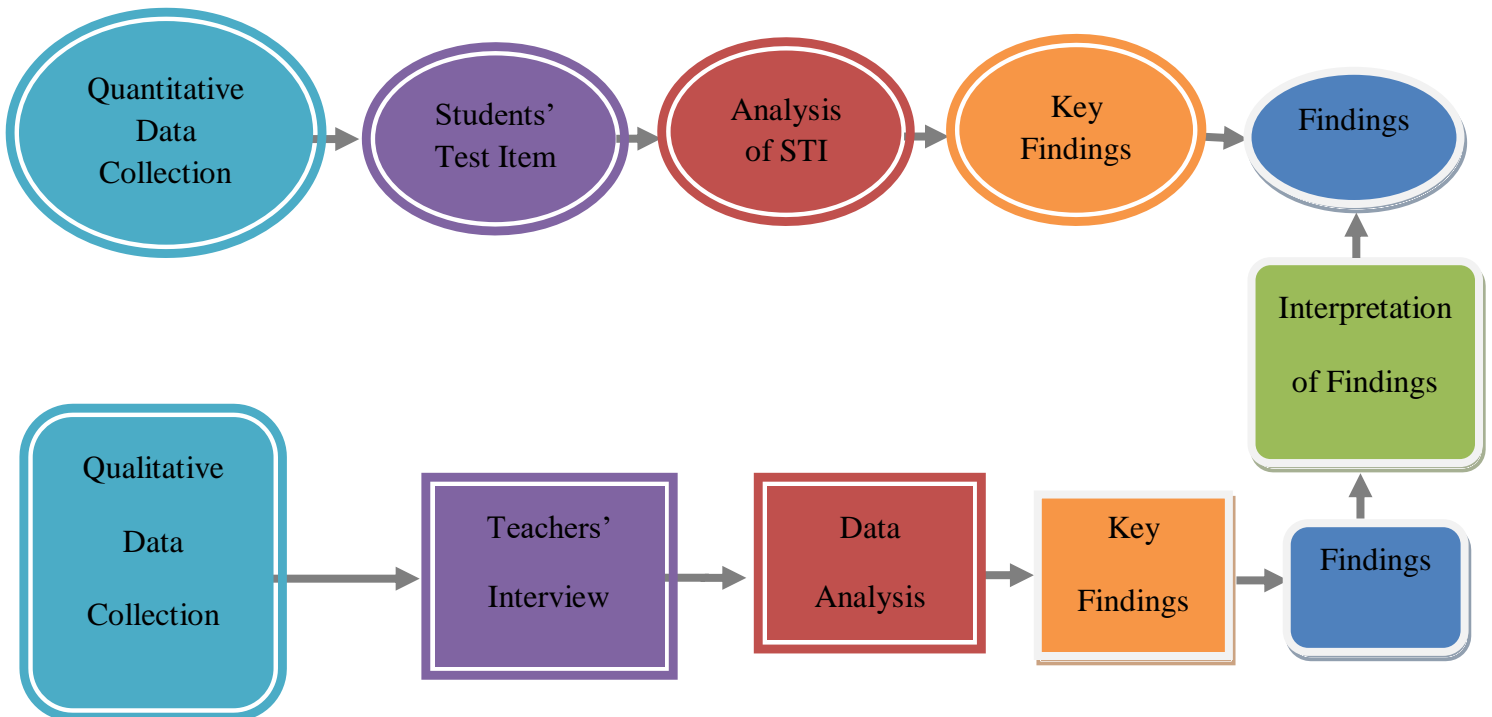 Quantitative
Data
Collection
Students’
Test Item
Analysis
of STI
Key
Findings
Findings
Interpretation
of Findings
Qualitative
Data
Collection
Teachers’
Interview
Data
Analysis
Key
Findings
Findings